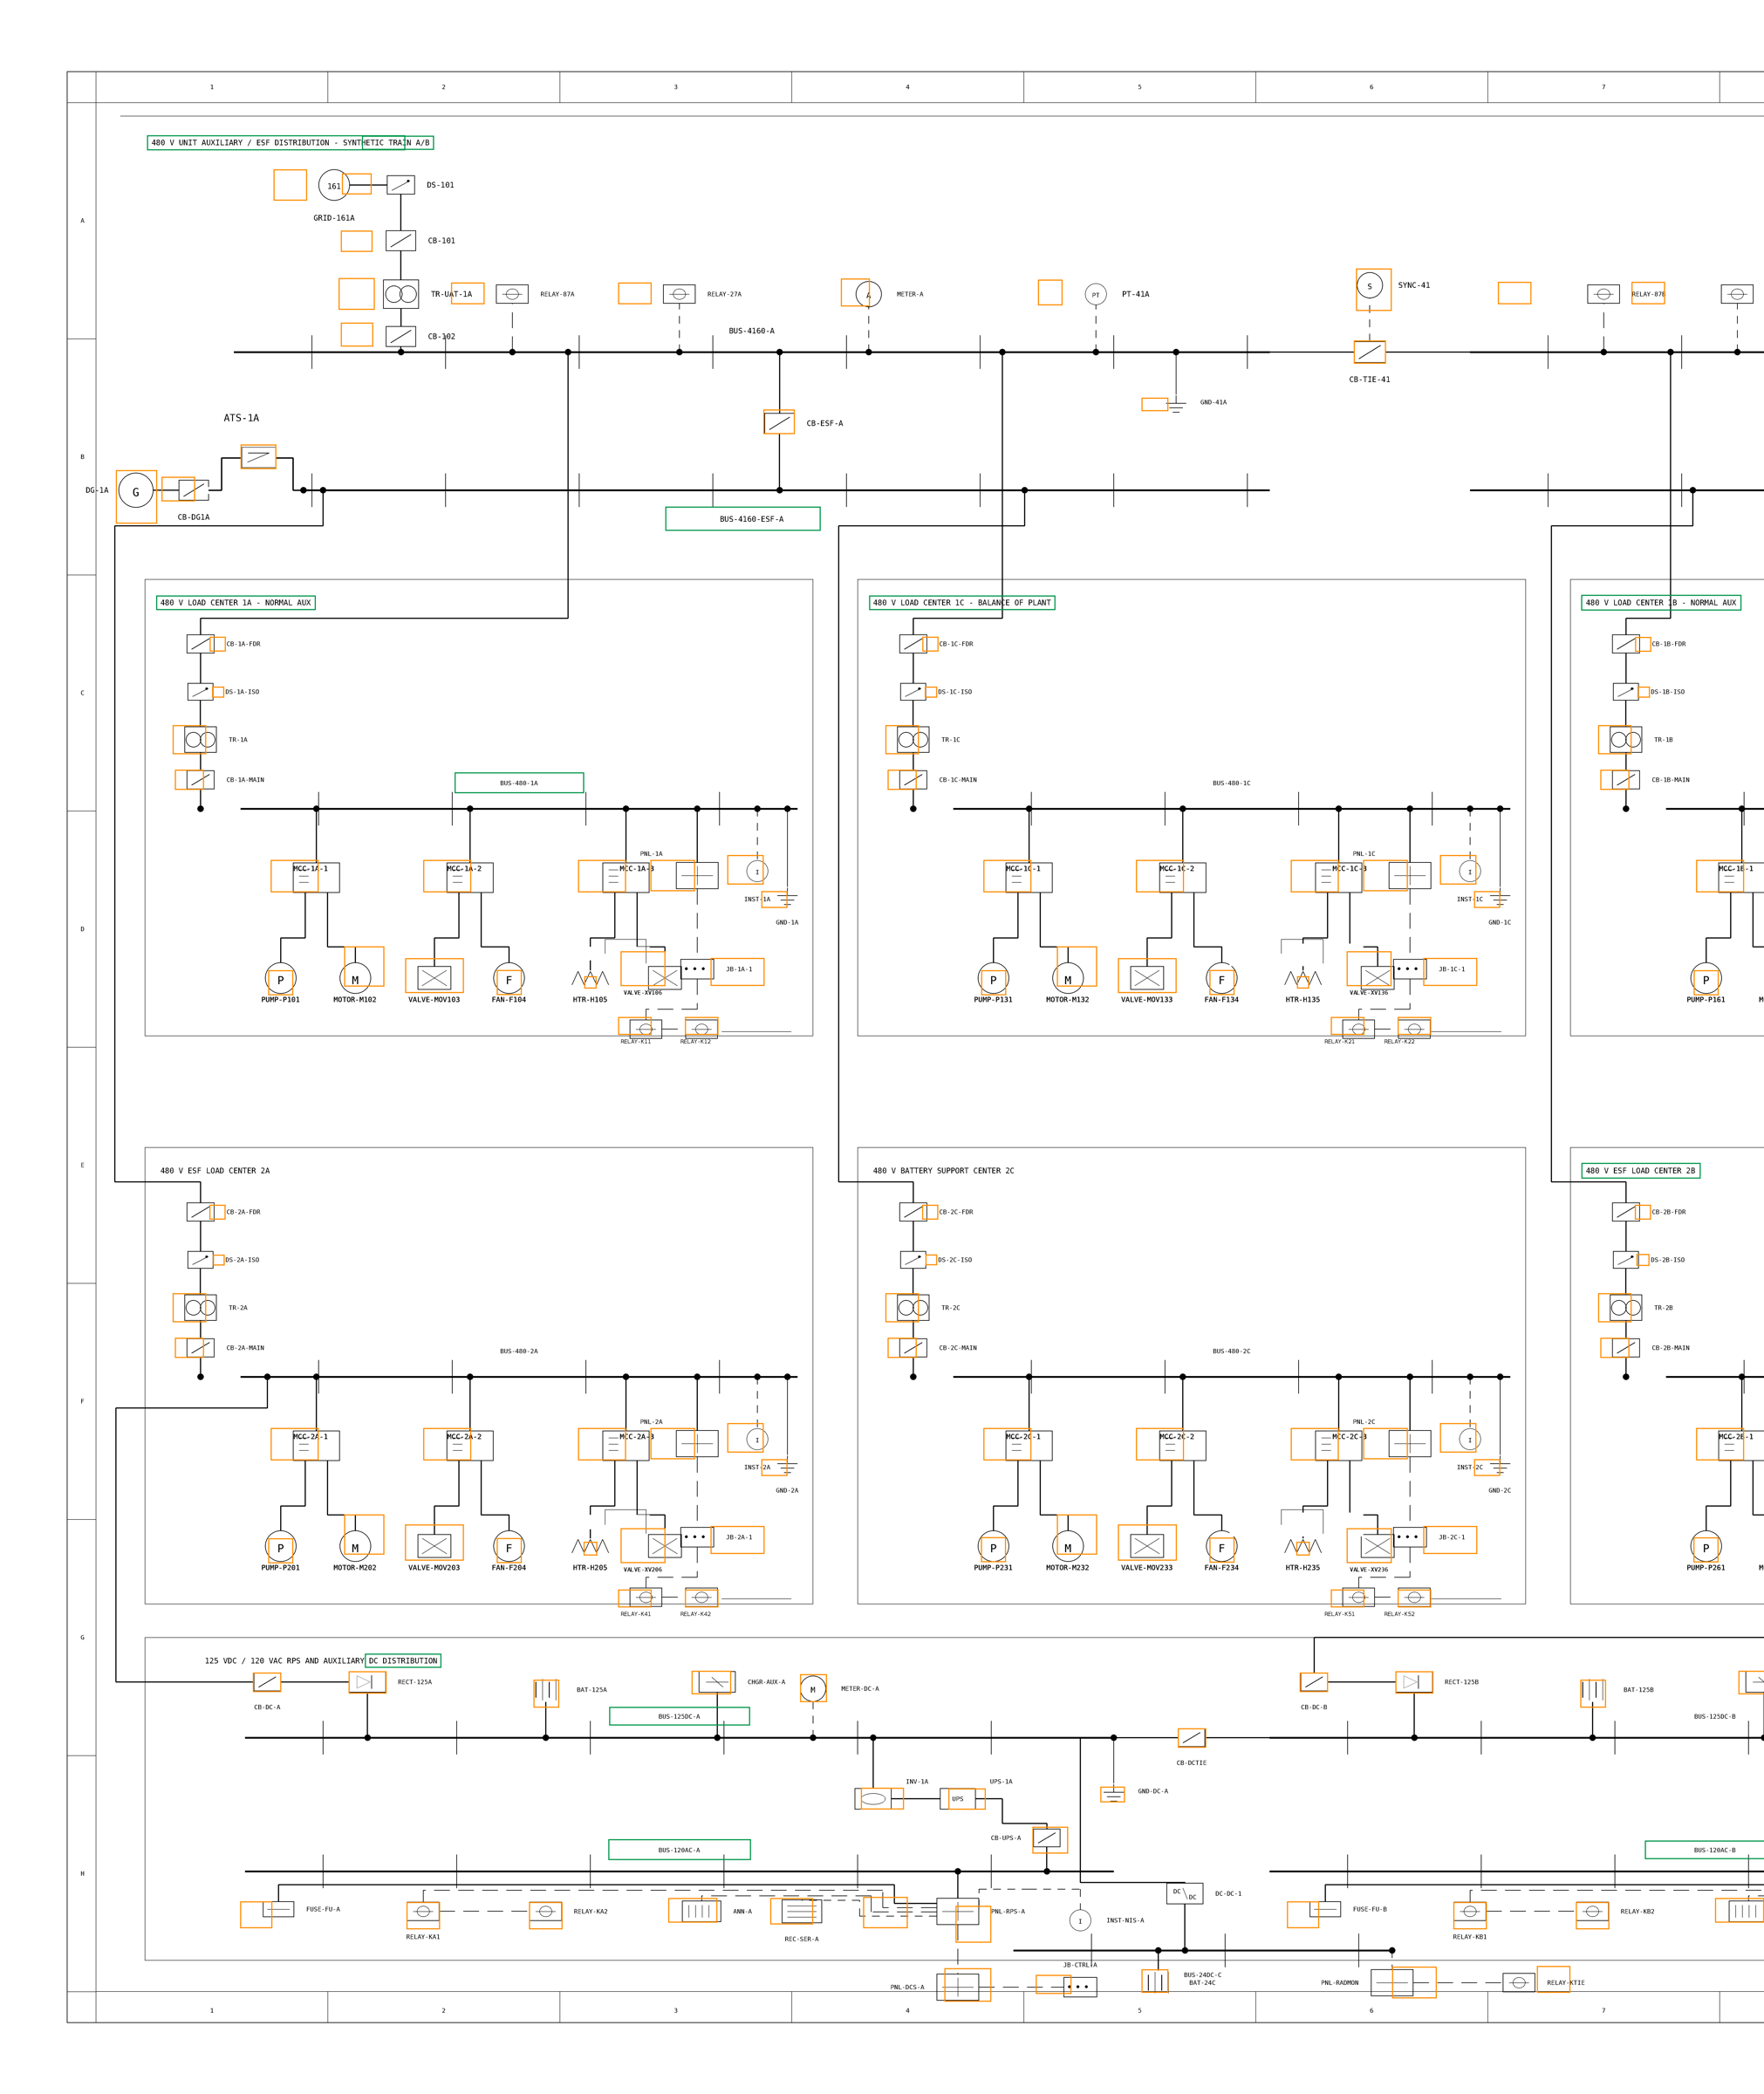 1 2 3 4 5 6 7
480 V UNIT AUXILIARY / ESF DISTRIBUTION - SYNTHETIC TRAIN A/B
161 DS-101
A GRID-161A
CB-101
TR-UAT-1A RELAY-87A RELAY-27A A METER-A PT PT-41A S SYNC-41 RELAY-87B
CB-102 BUS-4160-A
CB-TIE-41
GND-41A
ATS-1A CB-ESF-A
B
DG-1A G
CB-DG1A BUS-4160-ESF-A
480 V LOAD CENTER 1A - NORMAL AUX 480 V LOAD CENTER 1C - BALANCE OF PLANT 480 V LOAD CENTER 1B - NORMAL AUX
CB-1A-FDR CB-1C-FDR CB-1B-FDR
C DS-1A-ISO DS-1C-ISO DS-1B-ISO
TR-1A TR-1C TR-1B
CB-1A-MAIN BUS-480-1A CB-1C-MAIN BUS-480-1C CB-1B-MAIN
PNL-1A PNL-1C
MCC-1A-1 MCC-1A-2 MCC-1A-3 I MCC-1C-1 MCC-1C-2 MCC-1C-3 I MCC-1B-1
INST-1A INST-1C
D GND-1A GND-1C
JB-1A-1 JB-1C-1
P M F P M F P
VALVE-XV106 VALVE-XV136
PUMP-P101 MOTOR-M102 VALVE-MOV103 FAN-F104 HTR-H105 PUMP-P131 MOTOR-M132 VALVE-MOV133 FAN-F134 HTR-H135 PUMP-P161 M
RELAY-K11 RELAY-K12 RELAY-K21 RELAY-K22
E
480 V ESF LOAD CENTER 2A 480 V BATTERY SUPPORT CENTER 2C 480 V ESF LOAD CENTER 2B
CB-2A-FDR CB-2C-FDR CB-2B-FDR
DS-2A-ISO DS-2C-ISO DS-2B-ISO
TR-2A TR-2C TR-2B
CB-2A-MAIN BUS-480-2A CB-2C-MAIN BUS-480-2C CB-2B-MAIN
F
PNL-2A PNL-2C
MCC-2A-1 MCC-2A-2 MCC-2A-3 I MCC-2C-1 MCC-2C-2 MCC-2C-3 I MCC-2B-1
INST-2A INST-2C
GND-2A GND-2C
JB-2A-1 JB-2C-1
P M F P M F P
VALVE-XV206 VALVE-XV236
PUMP-P201 MOTOR-M202 VALVE-MOV203 FAN-F204 HTR-H205 PUMP-P231 MOTOR-M232 VALVE-MOV233 FAN-F234 HTR-H235 PUMP-P261 M
RELAY-K41 RELAY-K42 RELAY-K51 RELAY-K52
G
125 VDC / 120 VAC RPS AND AUXILIARY DC DISTRIBUTION
RECT-125A BAT-125A CHGR-AUX-A M METER-DC-A RECT-125B BAT-125B
CB-DC-A CB-DC-B
BUS-125DC-A BUS-125DC-B
CB-DCTIE
INV-1A UPS-1A
UPS GND-DC-A
CB-UPS-A
BUS-120AC-A BUS-120AC-B
H
DC DC DC-DC-1
FUSE-FU-A RELAY-KA2 ANN-A PNL-RPS-A I INST-NIS-A FUSE-FU-B RELAY-KB2
RELAY-KA1 REC-SER-A RELAY-KB1
JB-CTRL-A
BUS-24DC-C
PNL-DCS-A BAT-24C PNL-RADMON RELAY-KTIE
1 2 3 4 5 6 7